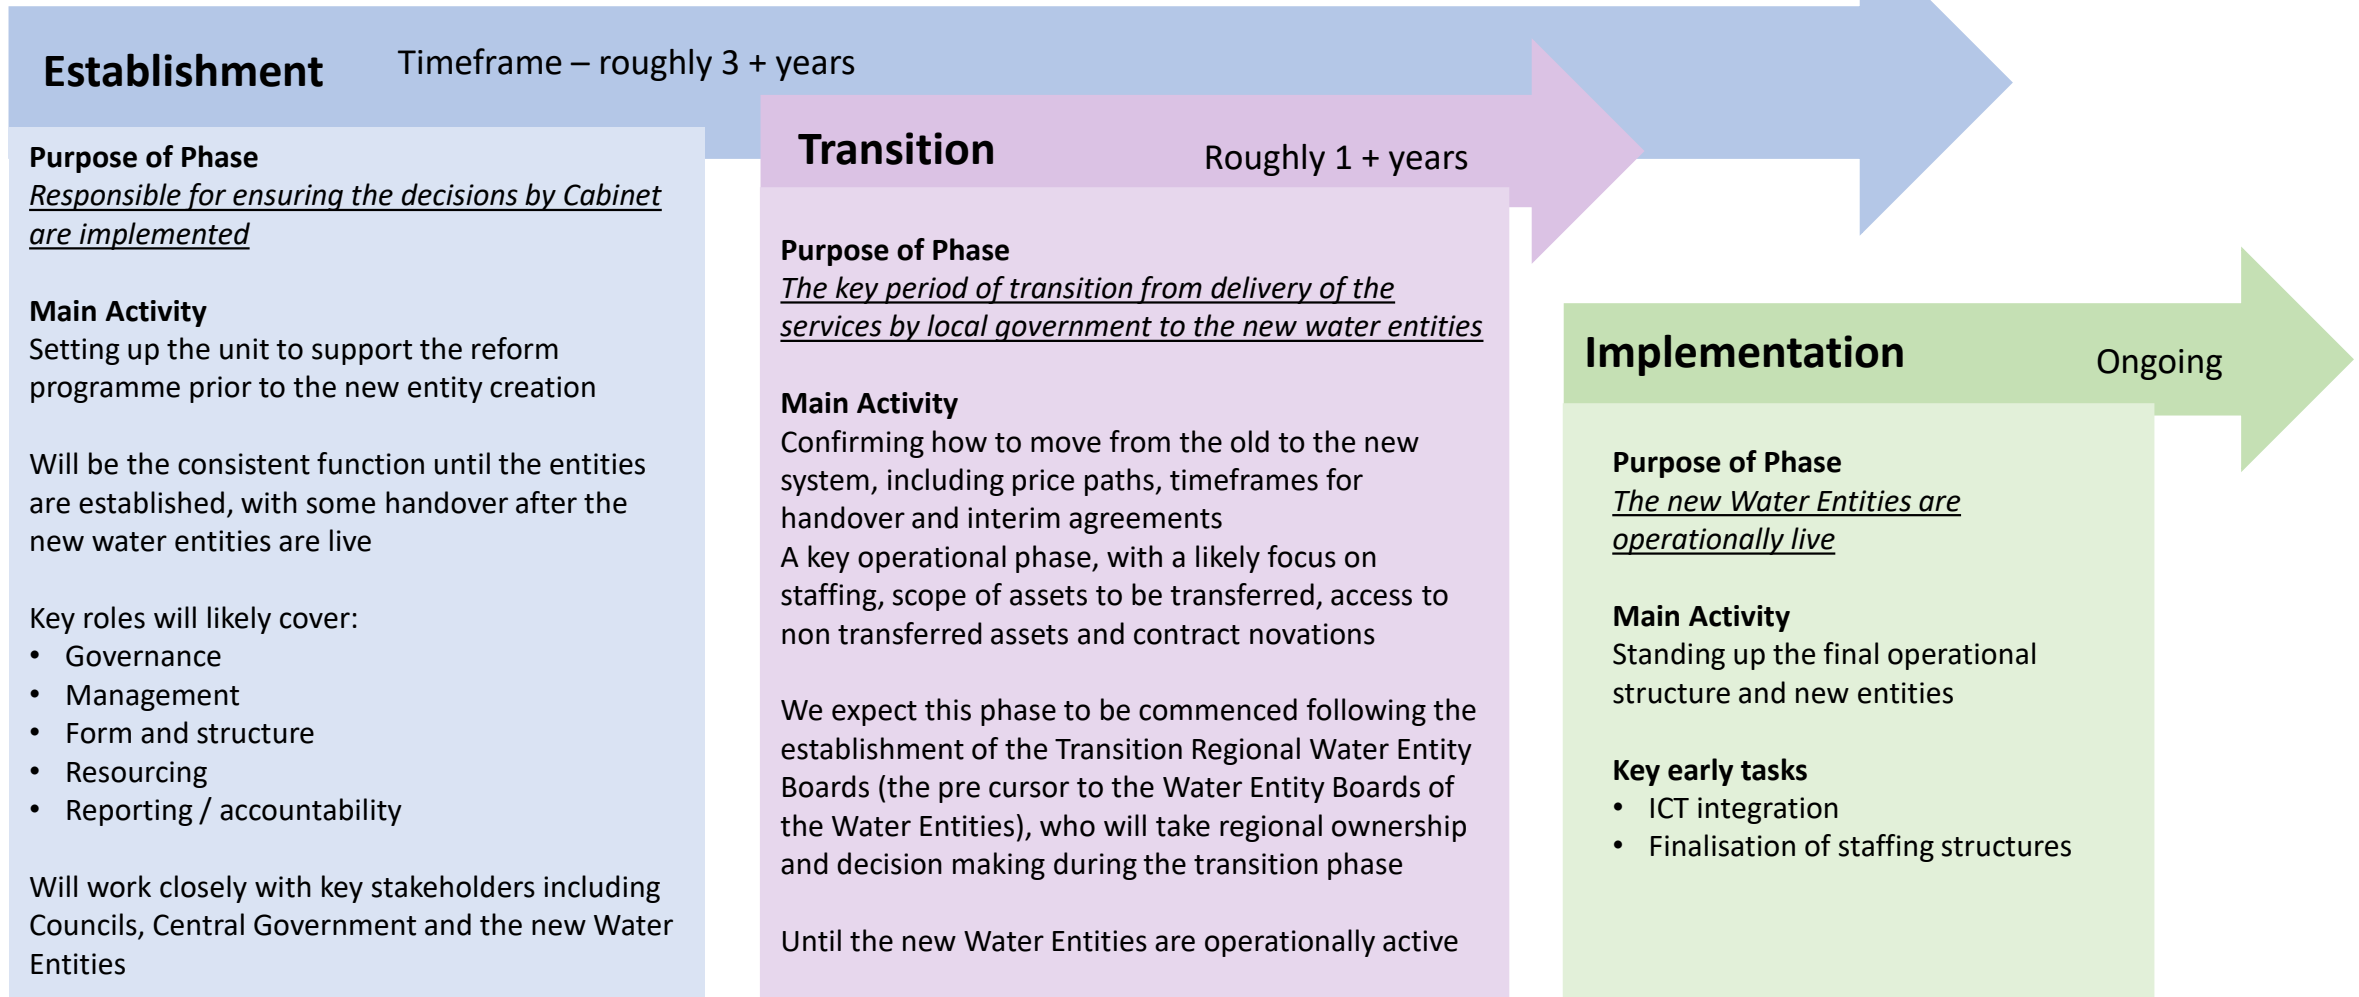 Establishment
Timeframe – roughly 3 + years
Purpose of Phase
Responsible for ensuring the decisions by Cabinet
are implemented
Main Activity
Setting up the unit to support the reform
programme prior to the new entity creation
Will be the consistent function until the entities
are established, with some handover after the
new water entities are live
Key roles will likely cover:
• Governance
• Management
• Form and structure
• Resourcing
• Reporting / accountability
Will work closely with key stakeholders including
Councils, Central Government and the new Water
Entities
Transition
Roughly 1 + years
Purpose of Phase
The key period of transition from delivery of the
services by local government to the new water entities
Main Activity
Confirming how to move from the old to the new
system, including price paths, timeframes for
handover and interim agreements
A key operational phase, with a likely focus on
staffing, scope of assets to be transferred, access to
non transferred assets and contract novations
We expect this phase to be commenced following the
establishment of the Transition Regional Water Entity
Boards (the pre cursor to the Water Entity Boards of
the Water Entities), who will take regional ownership
and decision making during the transition phase
Until the new Water Entities are operationally active
Implementation
Ongoing
Purpose of Phase
The new Water Entities are
operationally live
Main Activity
Standing up the final operational
structure and new entities
Key early tasks
• ICT integration
• Finalisation of staffing structures